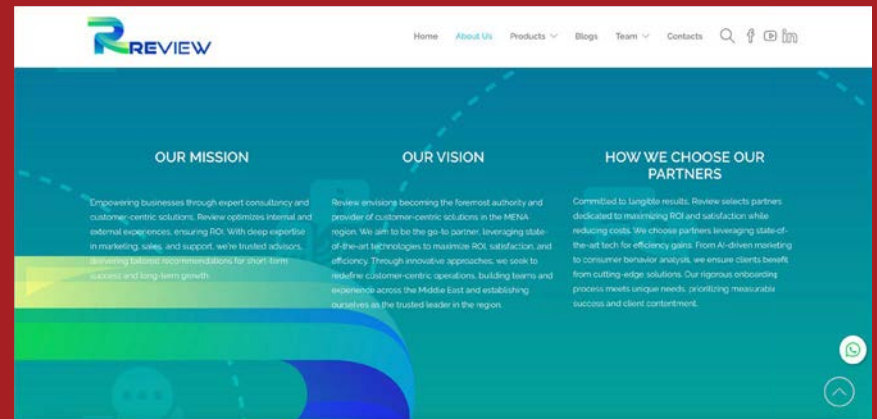 REVIEW
Home About Us Products Blogs Team Contacts
OUR MISSION
Empowering businesses through expert consultancy and
customer-centric solutions. Review optimizes internal and
external experiences, ensuring ROI. With deep expertise
in marketing, sales, and support, we're trusted advisors,
delivering tailored recommendations for short-term
success and long-term growth.
OUR VISION
Review envisions becoming the foremost authority and
provider of customer-centric solutions in the MENA
region. We aim to be the go-to partner, leveraging state-
of-the-art technologies to maximize ROI, satisfaction, and
efficiency. Through innovative approaches, we seek to
redefine customer-centric operations, building teams and
experience across the Middle East and establishing
ourselves as the trusted leader in the region.
HOW WE CHOOSE OUR
PARTNERS
Committed to tangible results, Review selects partners
dedicated to maximizing ROI and satisfaction while
reducing costs. We choose partners leveraging state-of-
the-art tech for efficiency gains. From AI-driven marketing
to consumer behavior analysis, we ensure clients benefit
from cutting-edge solutions. Our rigorous onboarding
process meets unique needs, prioritizing measurable
success and client contentment.